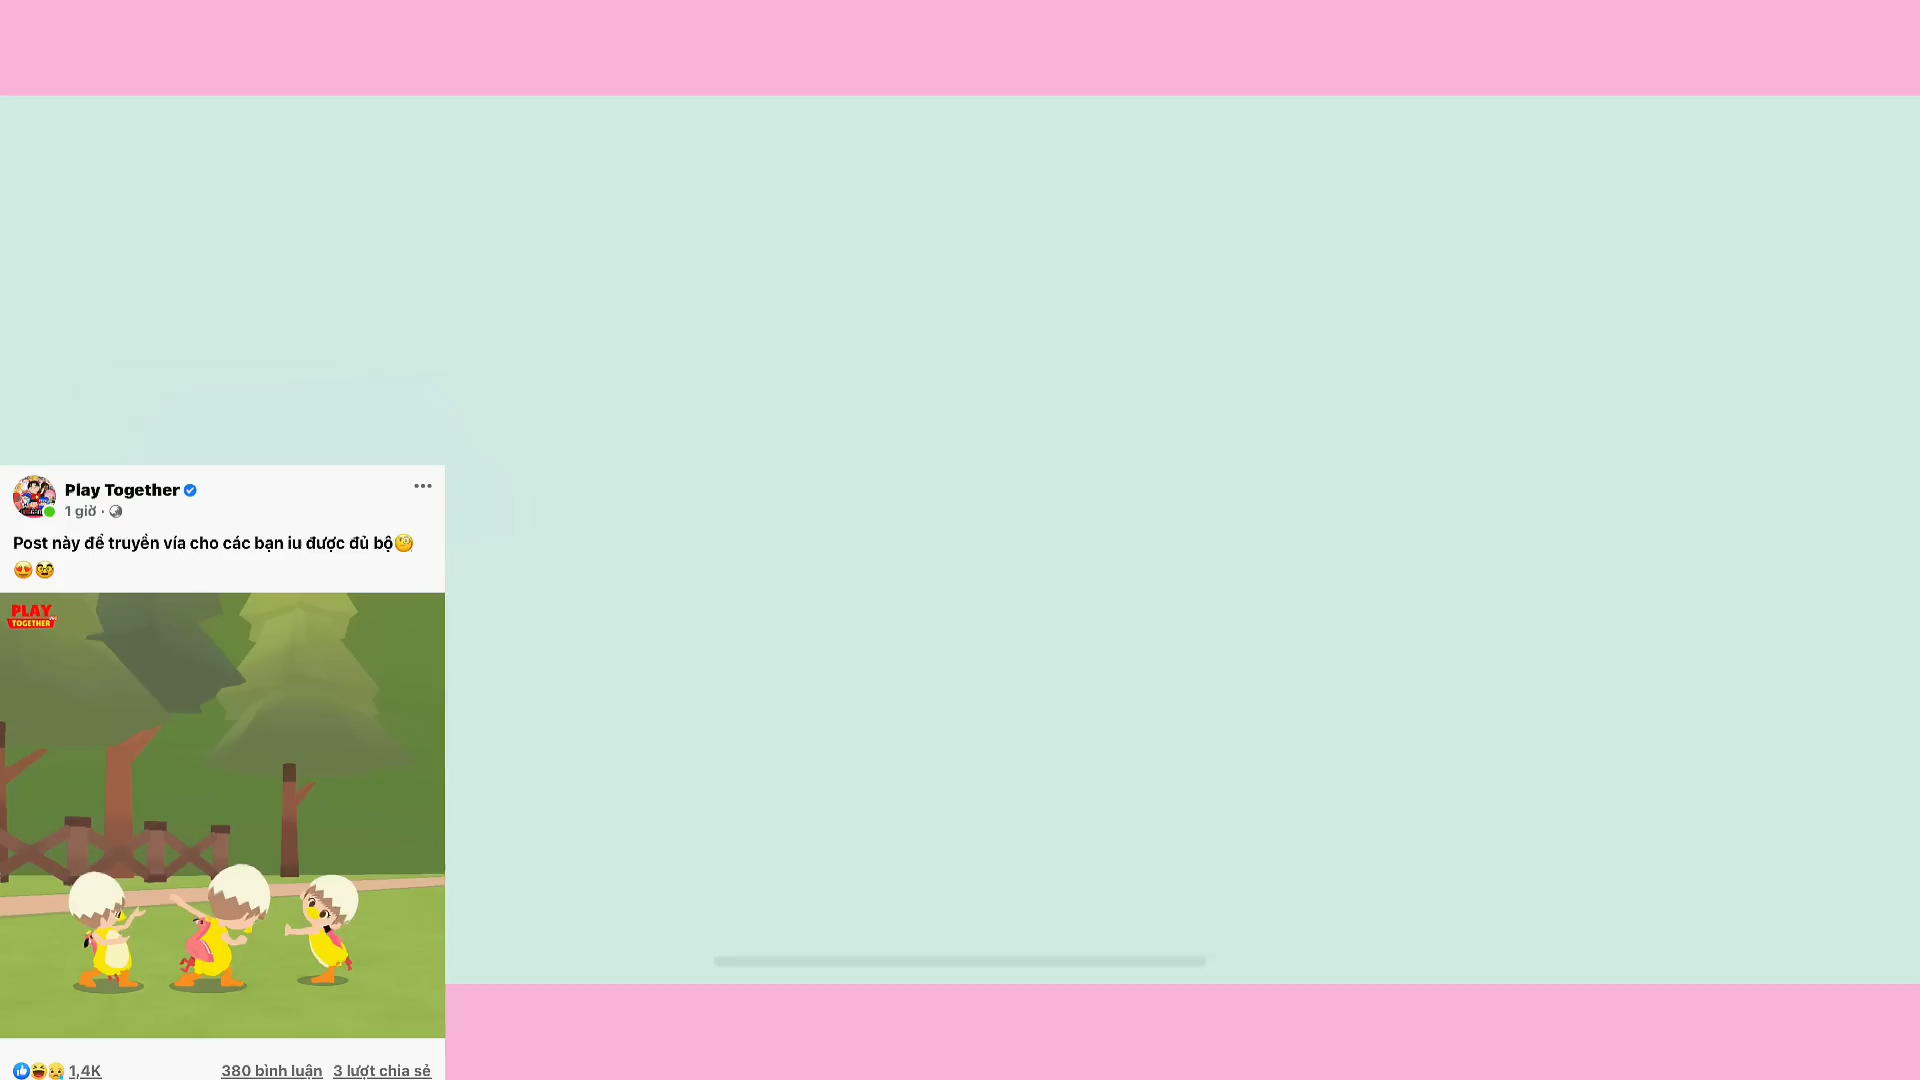 Play Together
1 giờ ·
Post này để truyền vía cho các bạn iu được đủ bộ🧐
😍🥸
PLAY
TOGETHER
1,4K 380 bình luận 3 lượt chia sẻ